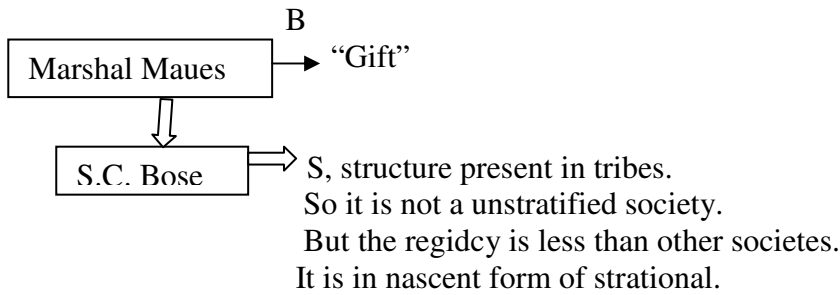 B
Marshal Maues “Gift”
S.C. Bose S, structure present in tribes.
So it is not a unstratified society.
But the regidcy is less than other societes.
It is in nascent form of strational.